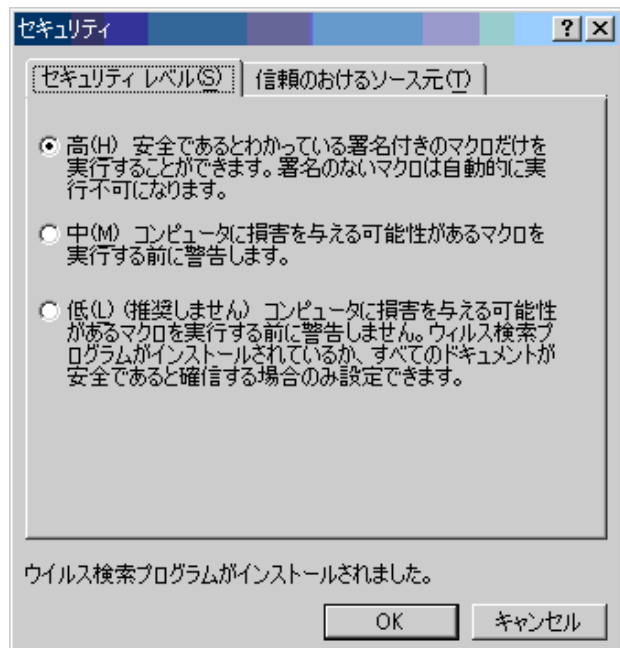 セキュリティ
セキュリティ レベル(S)
信頼のおけるソース元(T)
高(H) 安全であるとわかっている署名付きのマクロだけを
実行することができます。署名のないマクロは自動的に実
行不可になります。
中(M) コンピュータに損害を与える可能性があるマクロを
実行する前に警告します。
低(L) (推奨しません) コンピュータに損害を与える可能性
があるマクロを実行する前に警告しません。ウィルス検索プ
ログラムがインストールされているか、すべてのドキュメントが
安全であると確信する場合のみ設定できます。
ウイルス検索プログラムがインストールされました。
OK
キャンセル